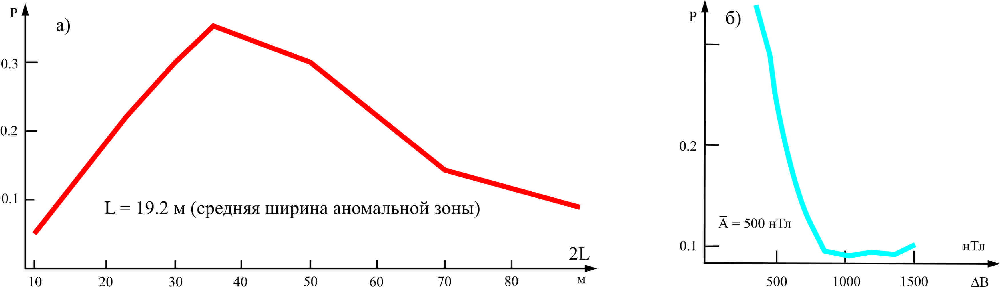 P
а)
0.3
0.2
0.1
L = 19.2 м (средняя ширина аномальной зоны)
2L
10 20 30 40 50 60 70 80 м
P
б)
0.2
A̅ = 500 нТл
0.1
нТл
500 1000 1500 ΔB